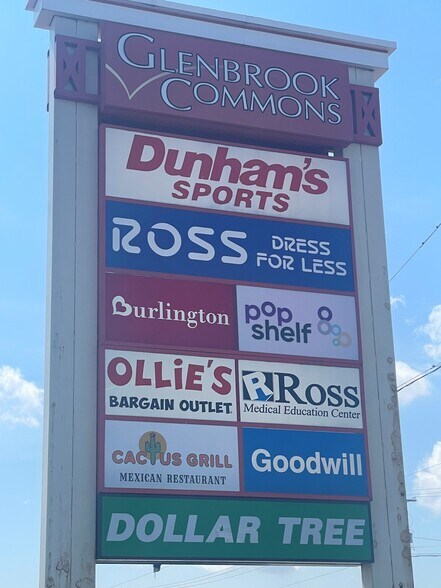 GLENBROOK
COMMONS
Dunham's
SPORTS
ROSS DRESS
FOR LESS
Burlington
pop
shelf
OLLiE'S
BARGAIN OUTLET
R Ross
Medical Education Center
CACTUS GRILL
MEXICAN RESTAURANT
Goodwill
DOLLAR TREE